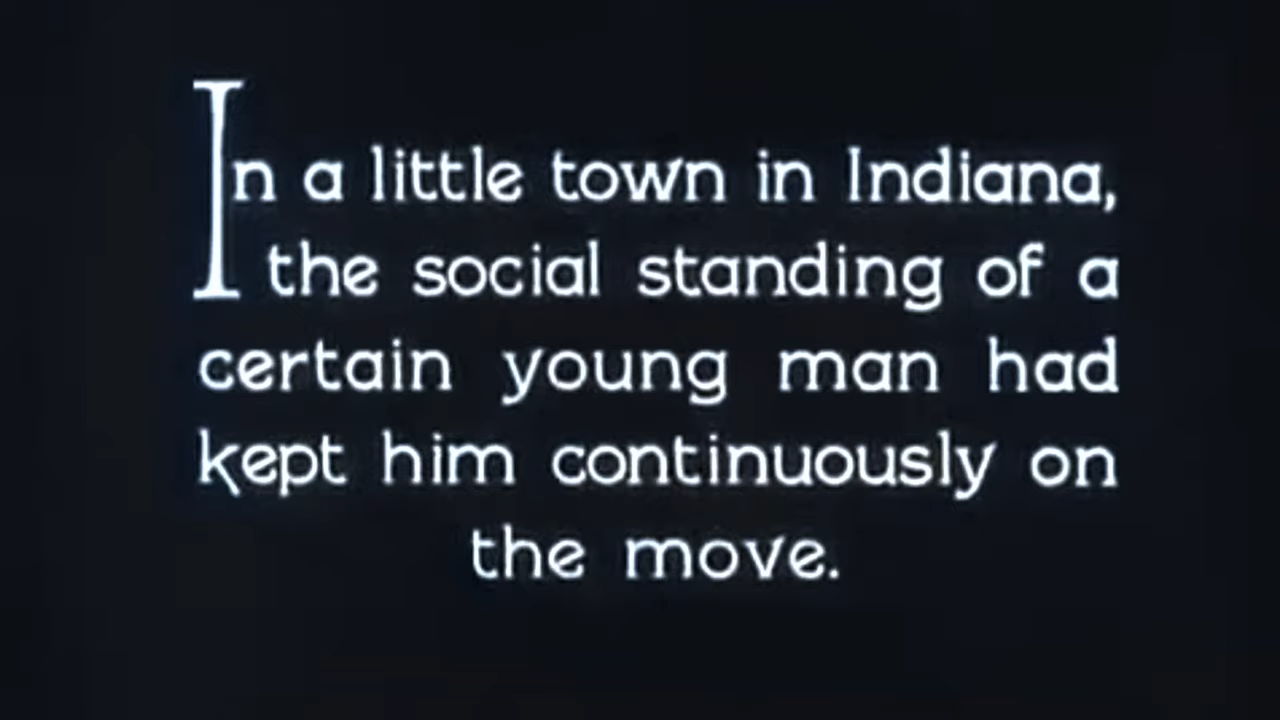 In a little town in Indiana,
the social standing of a
certain young man had
kept him continuously on
the move.